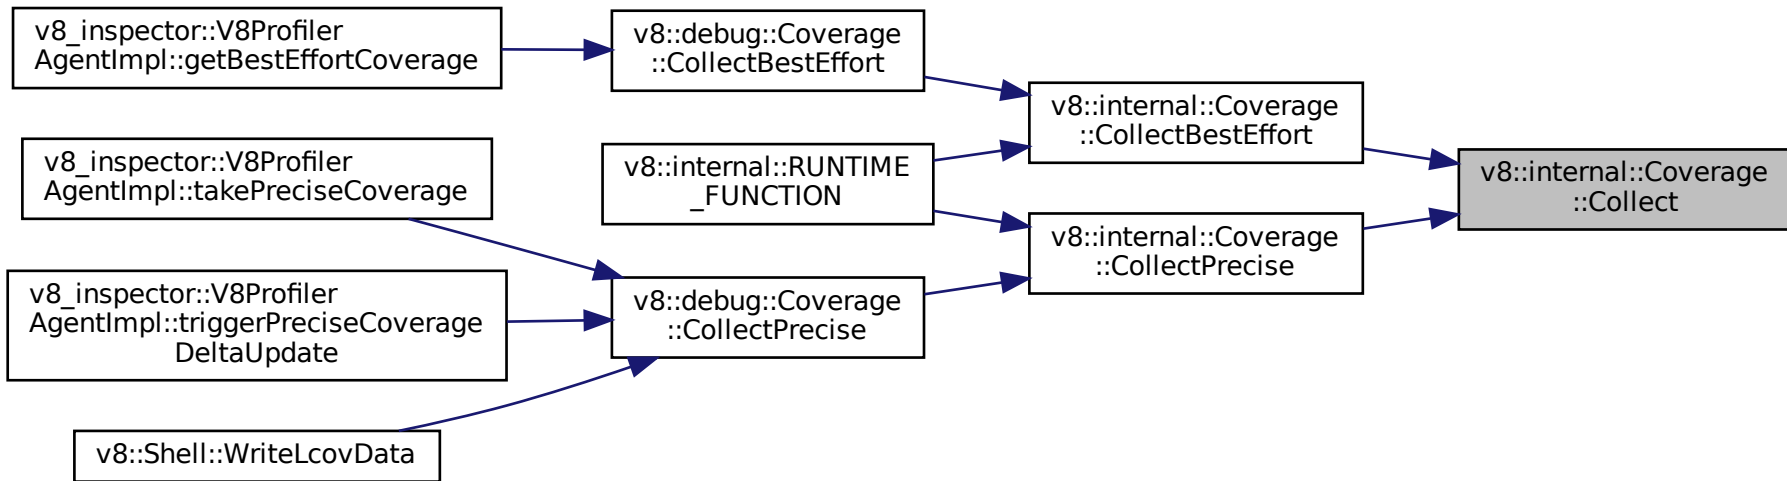 v8_inspector::V8Profiler
AgentImpl::getBestEffortCoverage
v8::debug::Coverage
::CollectBestEffort
v8::internal::Coverage
::CollectBestEffort
v8_inspector::V8Profiler
AgentImpl::takePreciseCoverage
v8::internal::RUNTIME
_FUNCTION
v8::internal::Coverage
::Collect
v8::internal::Coverage
::CollectPrecise
v8_inspector::V8Profiler
AgentImpl::triggerPreciseCoverage
DeltaUpdate
v8::debug::Coverage
::CollectPrecise
v8::Shell::WriteLcovData